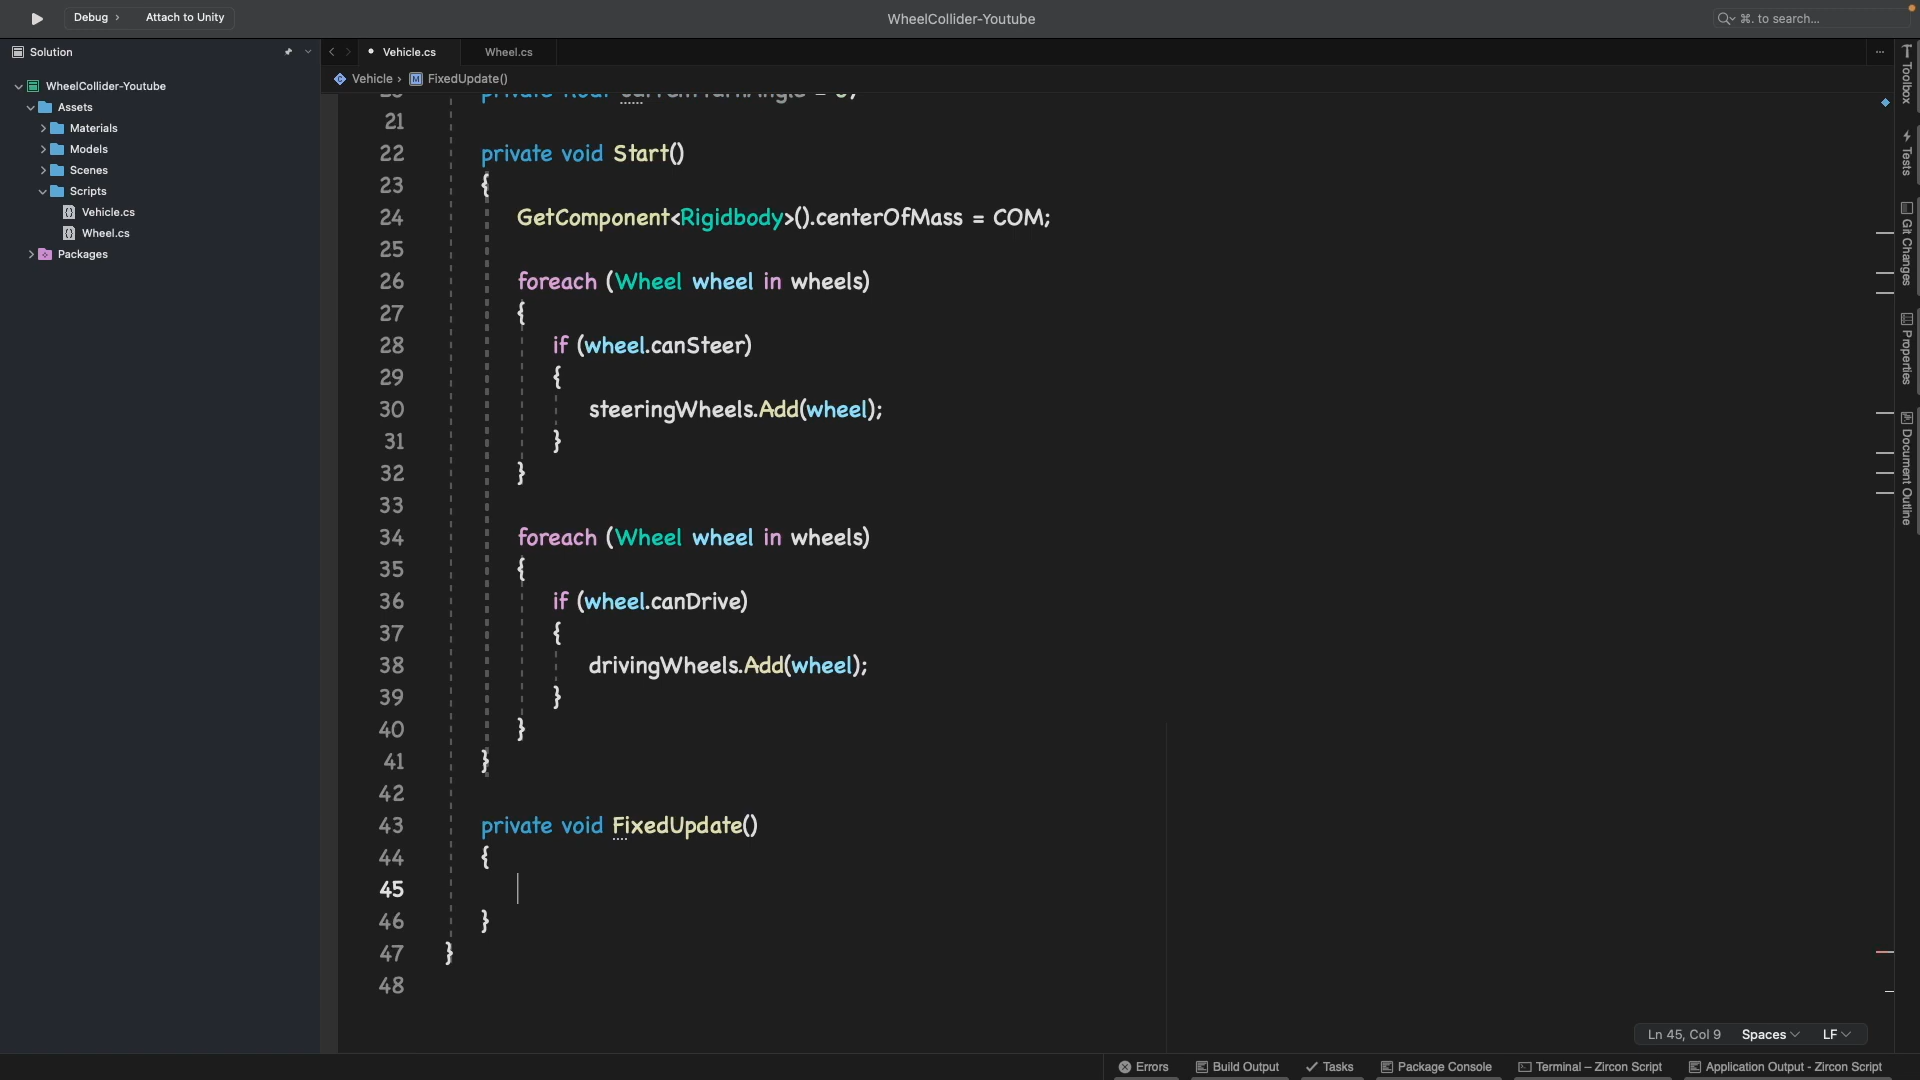 Debug › Attach to Unity
WheelCollider-Youtube
⌘. to search...
Solution
WheelCollider-Youtube
Assets
Materials
Models
Scenes
Scripts
Vehicle.cs
Wheel.cs
Packages
Vehicle.cs
Wheel.cs
Vehicle › FixedUpdate()
20 private float currentTurnAngle = 0;
21
22 private void Start()
23 {
24 GetComponent<Rigidbody>().centerOfMass = COM;
25
26 foreach (Wheel wheel in wheels)
27 {
28 if (wheel.canSteer)
29 {
30 steeringWheels.Add(wheel);
31 }
32 }
33
34 foreach (Wheel wheel in wheels)
35 {
36 if (wheel.canDrive)
37 {
38 drivingWheels.Add(wheel);
39 }
40 }
41 }
42
43 private void FixedUpdate()
44 {
45
46 }
47 }
48
Toolbox
Tests
Git Changes
Properties
Document Outline
Ln 45, Col 9 Spaces LF
Errors Build Output Tasks Package Console Terminal – Zircon Script Application Output - Zircon Script